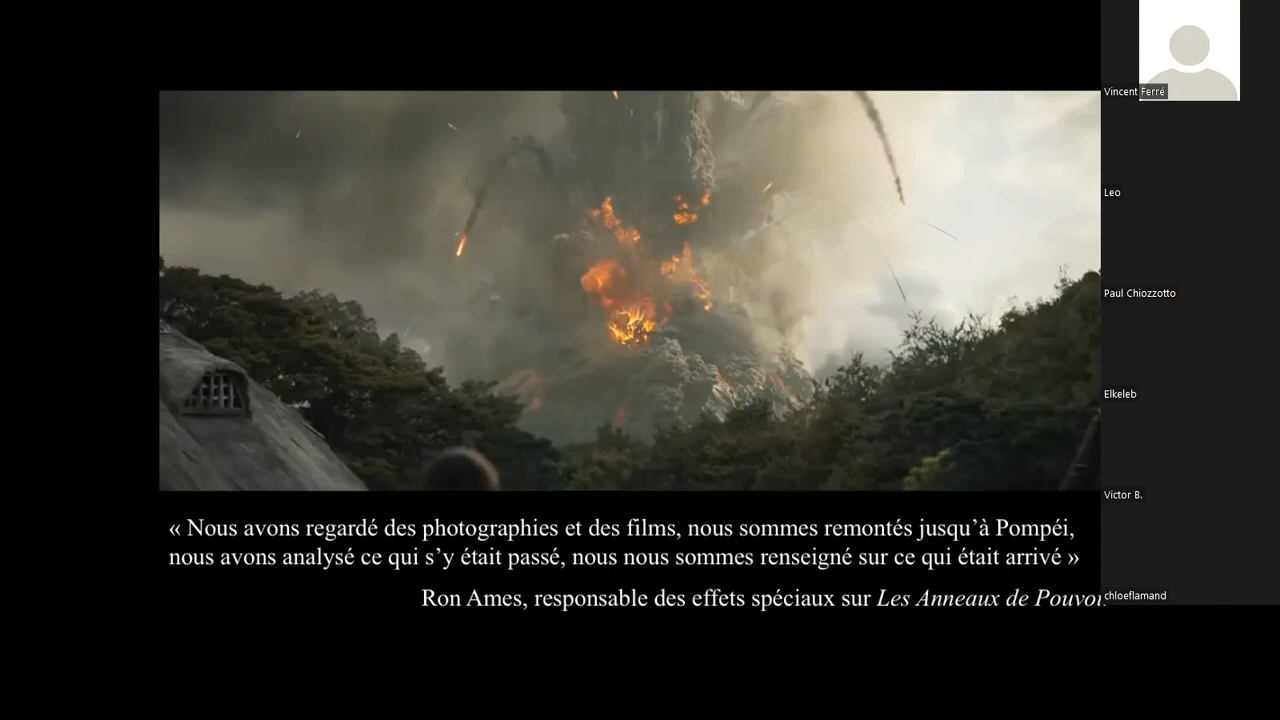 « Nous avons regardé des photographies et des films, nous sommes remontés jusqu’à Pompéi,
nous avons analysé ce qui s’y était passé, nous nous sommes renseigné sur ce qui était arrivé »
Ron Ames, responsable des effets spéciaux sur Les Anneaux de Pouvoir
Vincent Ferré
Leo
Paul Chiozzotto
Elkeleb
Victor B.
chloeflamand